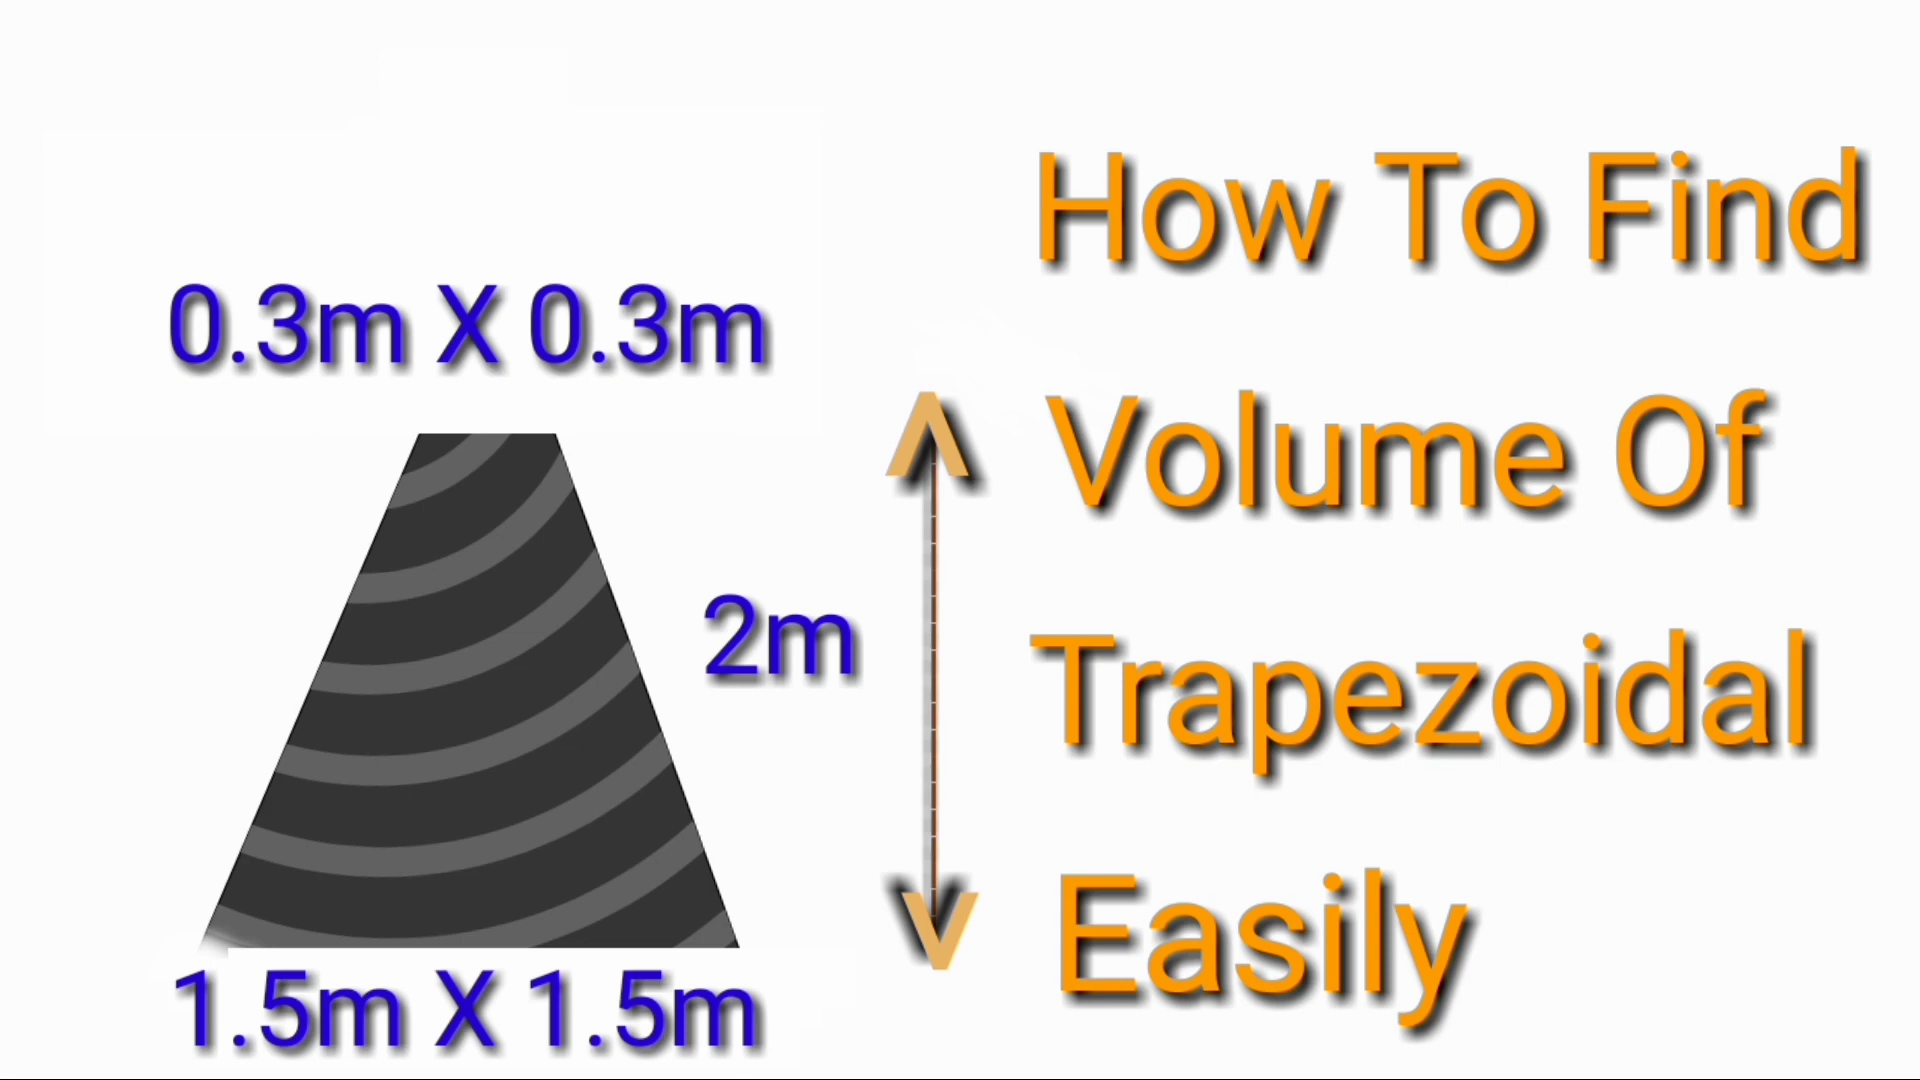 How To Find
0.3m X 0.3m
Volume Of
2m
Trapezoidal
Easily
1.5m X 1.5m